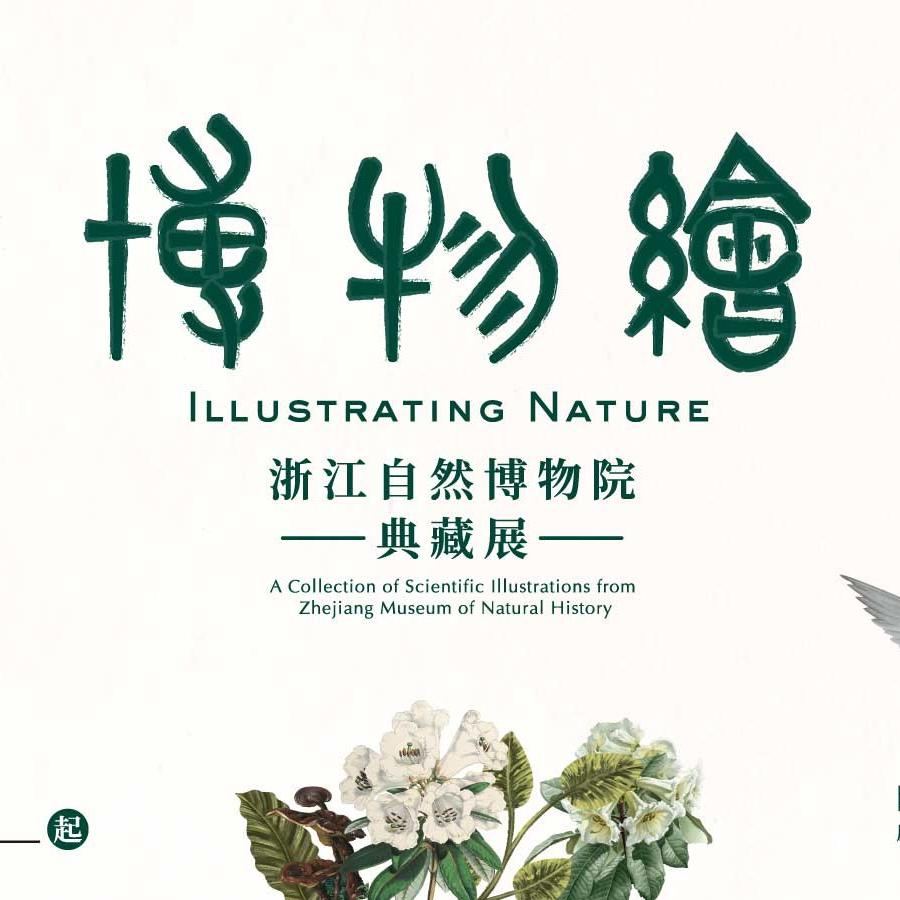 博物繪
ILLUSTRATING NATURE
浙江自然博物院
典藏展
A Collection of Scientific Illustrations from
Zhejiang Museum of Natural History
起